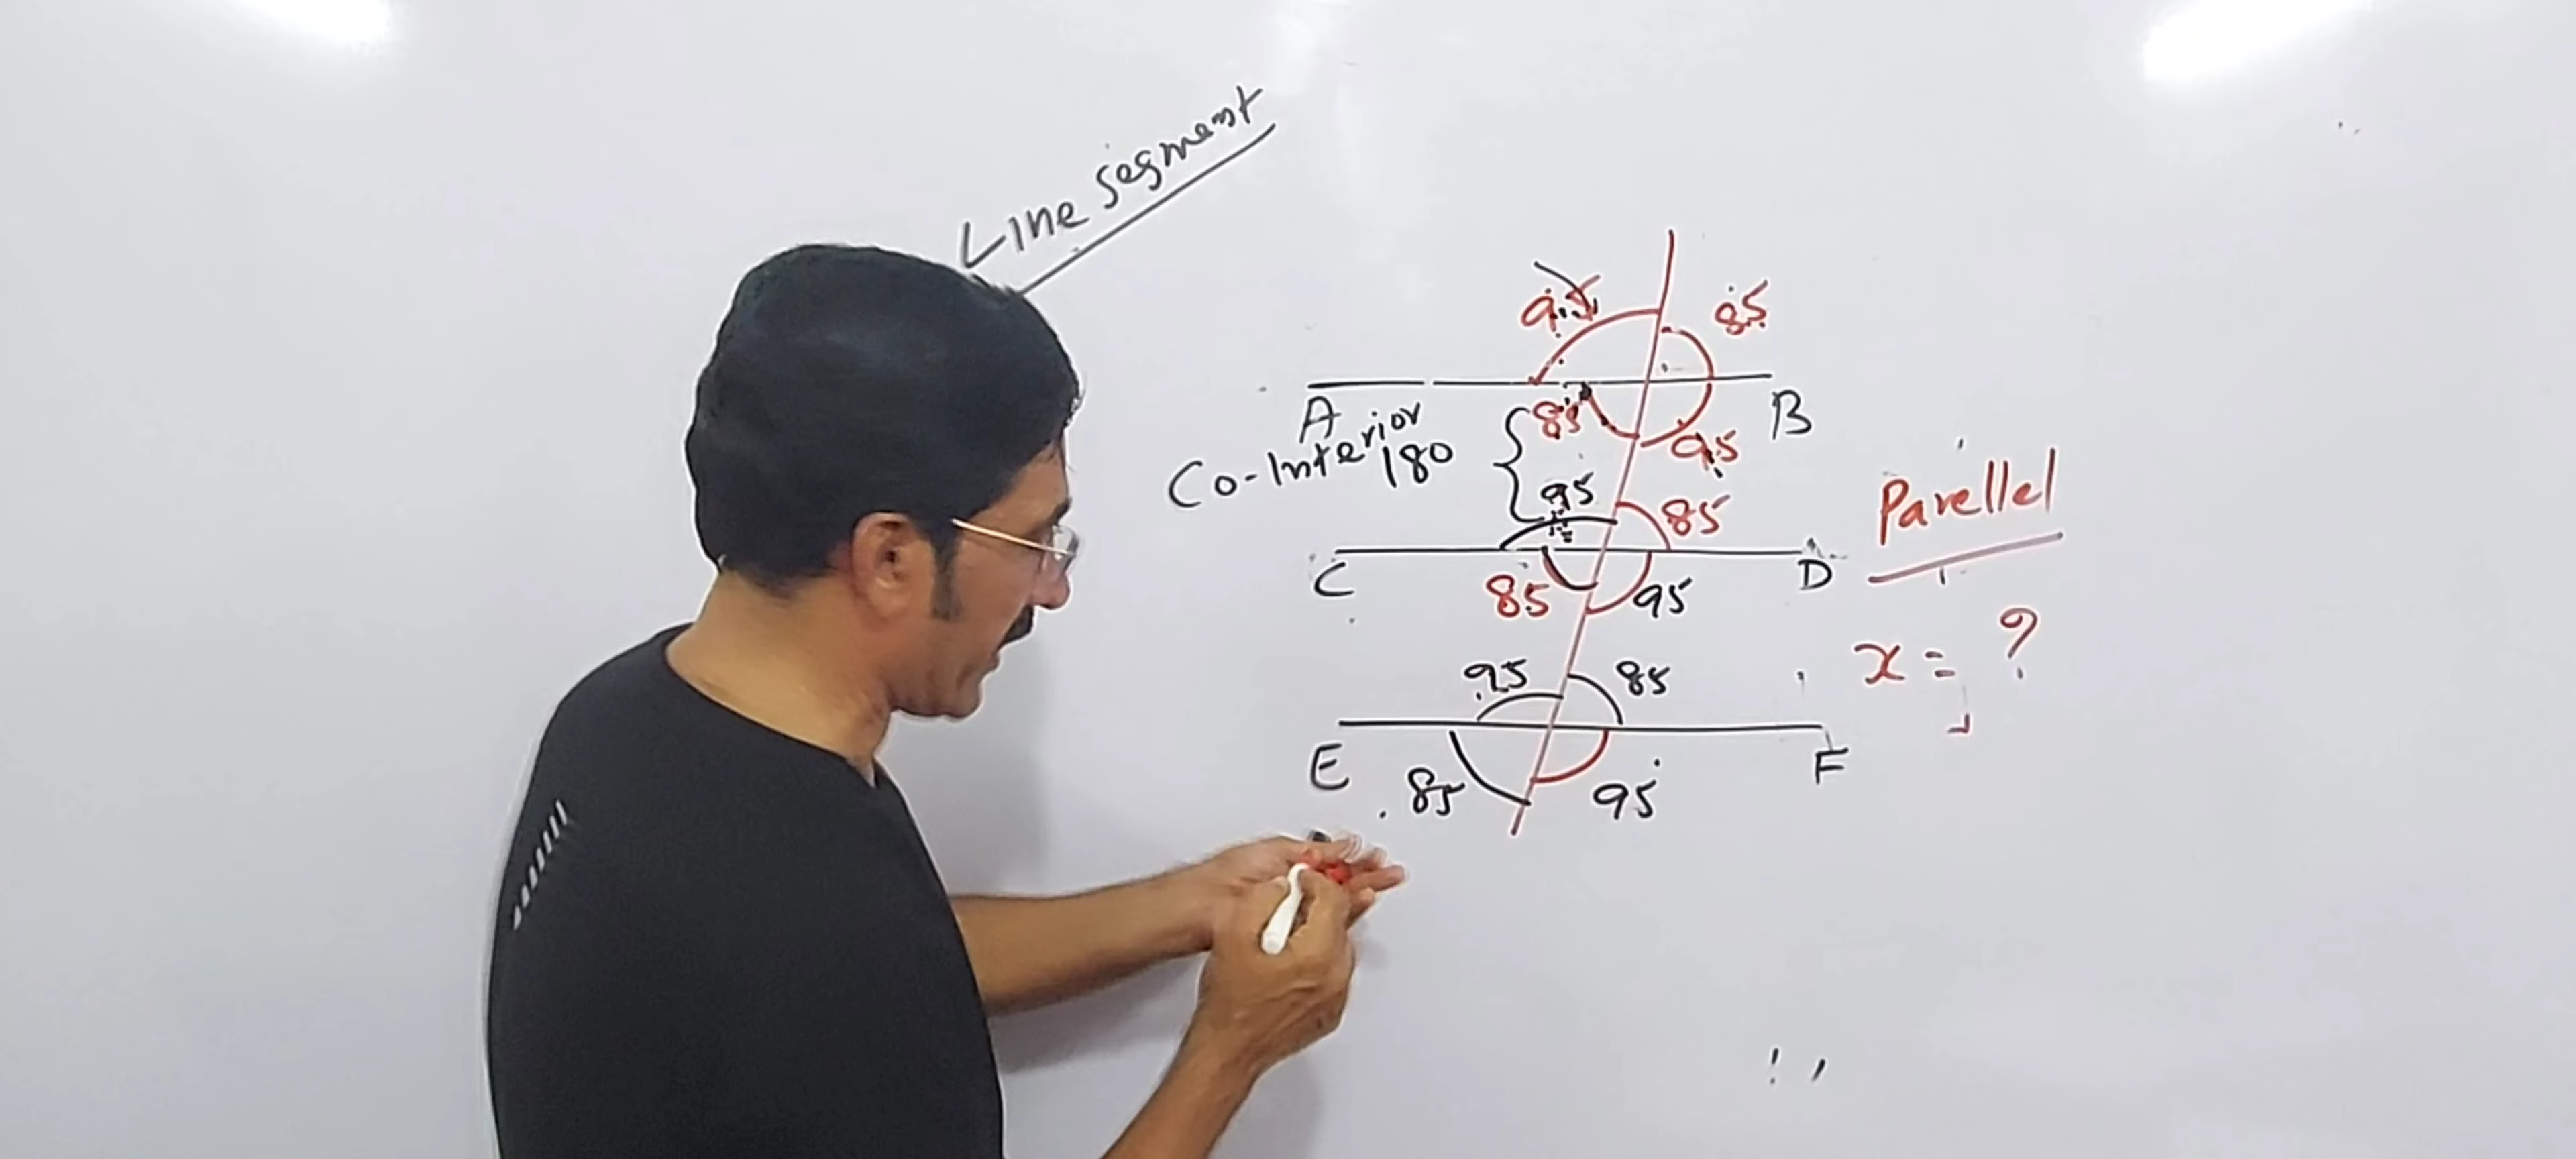 Line segment
95 85
A 85 95 B
Co-Interior
180
95 85
Parellel
C 85 95 D
x = ?
95 85
E 85 95 F